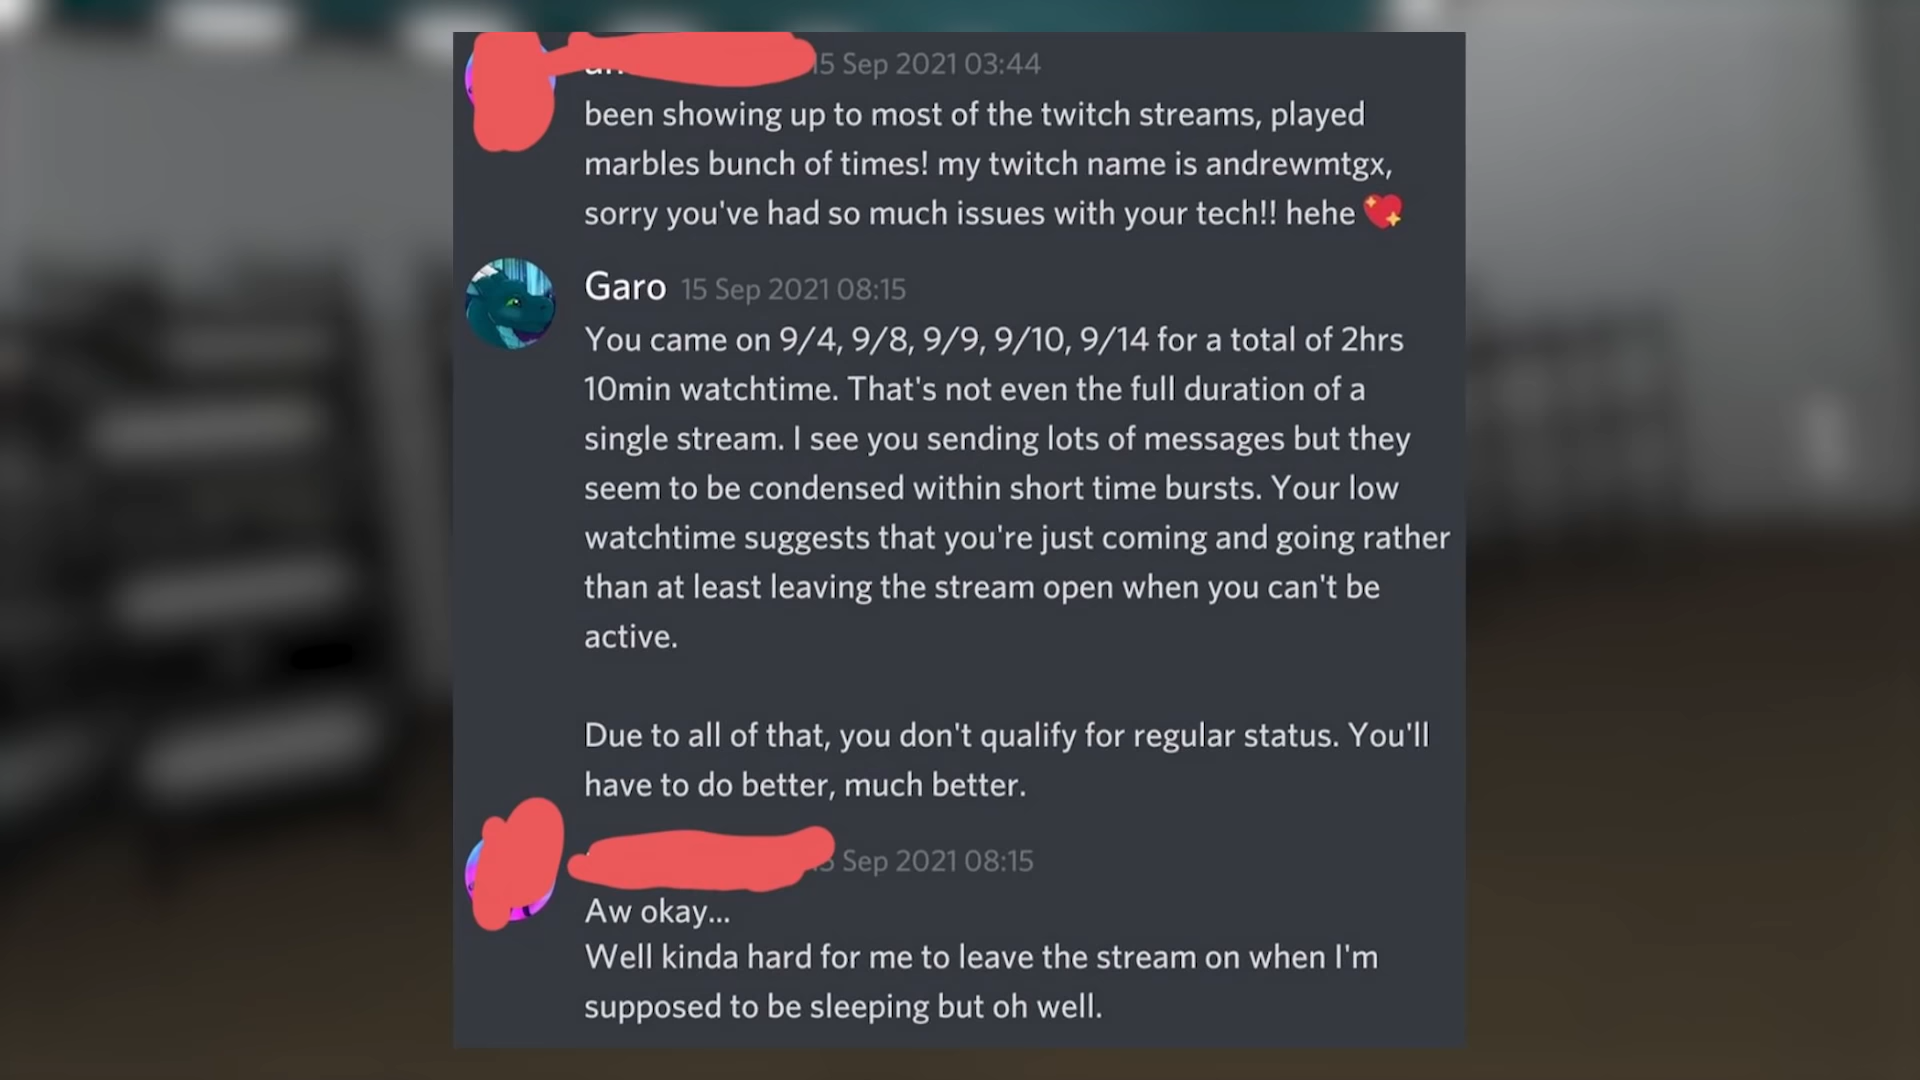 15 Sep 2021 03:44
been showing up to most of the twitch streams, played
marbles bunch of times! my twitch name is andrewmtgx,
sorry you've had so much issues with your tech!! hehe 💖
Garo 15 Sep 2021 08:15
You came on 9/4, 9/8, 9/9, 9/10, 9/14 for a total of 2hrs
10min watchtime. That's not even the full duration of a
single stream. I see you sending lots of messages but they
seem to be condensed within short time bursts. Your low
watchtime suggests that you're just coming and going rather
than at least leaving the stream open when you can't be
active.
Due to all of that, you don't qualify for regular status. You'll
have to do better, much better.
Sep 2021 08:15
Aw okay...
Well kinda hard for me to leave the stream on when I'm
supposed to be sleeping but oh well.